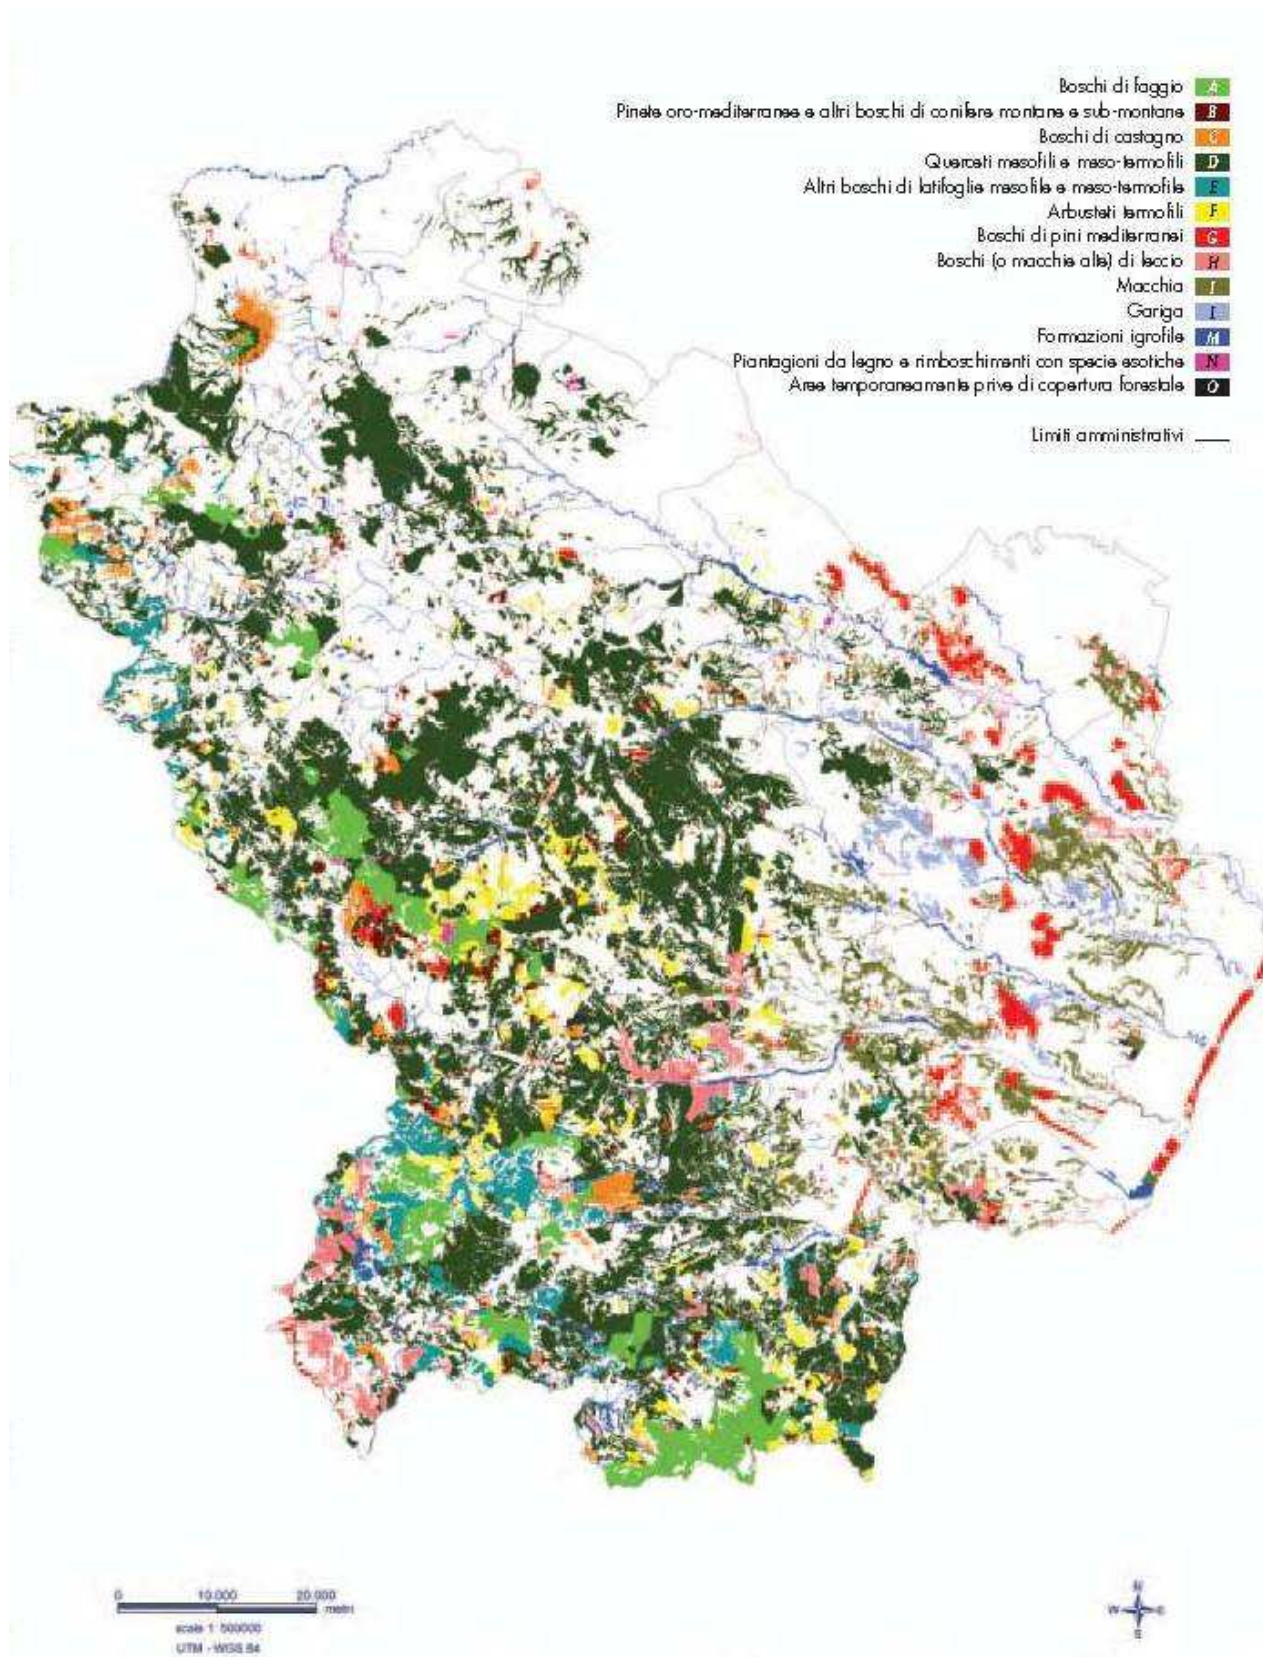 Boschi di faggio A
Pinete oro-mediterranee e altri boschi di conifere montane e sub-montane B
Boschi di castagno C
Querceti mesofili e meso-termofili D
Altri boschi di latifoglie mesofile e meso-termofile E
Arbusteti termofili F
Boschi di pini mediterranei G
Boschi (o macchie alte) di leccio H
Macchia I
Gariga I
Formazioni igrofile M
Piantagioni da legno e rimboschimenti con specie esotiche N
Aree temporaneamente prive di copertura forestale O
Limiti amministrativi
0 10.000 20.000
metri
scale 1: 500000
UTM - WGS 84
N
W E
S